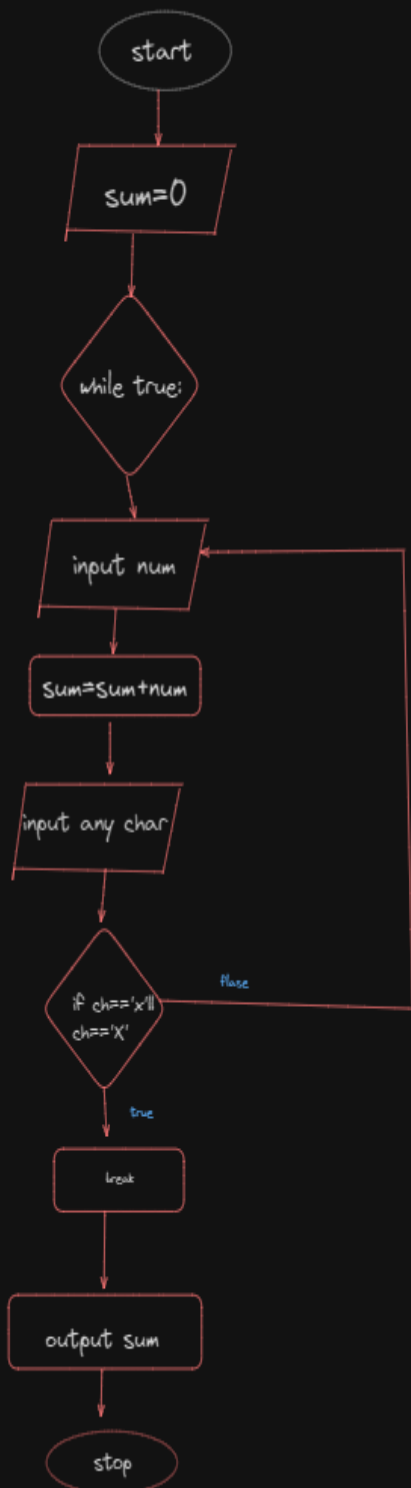 start
sum=0
while true:
input num
sum=sum+num
input any char
flase
if ch=='x'||
ch=='X'
true
break
output sum
stop